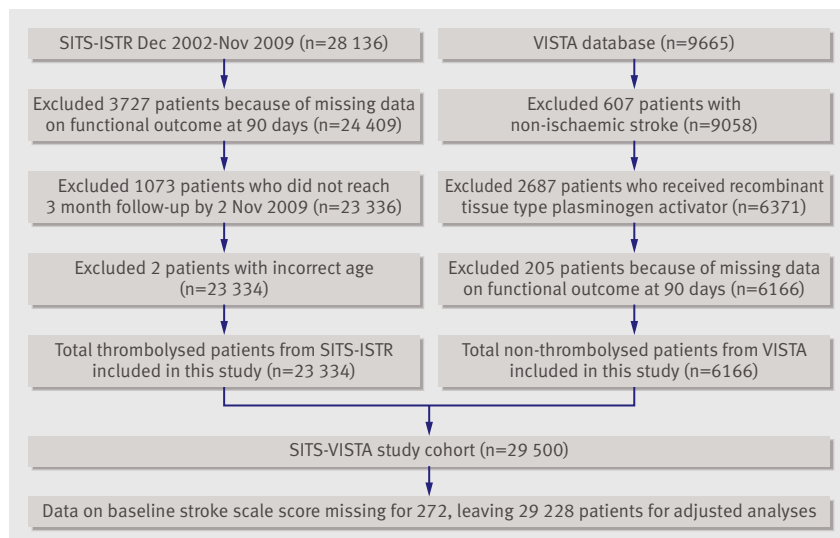 SITS-ISTR Dec 2002-Nov 2009 (n=28 136)
Excluded 3727 patients because of missing data
on functional outcome at 90 days (n=24 409)
Excluded 1073 patients who did not reach
3 month follow-up by 2 Nov 2009 (n=23 336)
Excluded 2 patients with incorrect age
(n=23 334)
Total thrombolysed patients from SITS-ISTR
included in this study (n=23 334)
VISTA database (n=9665)
Excluded 607 patients with
non-ischaemic stroke (n=9058)
Excluded 2687 patients who received recombinant
tissue type plasminogen activator (n=6371)
Excluded 205 patients because of missing data
on functional outcome at 90 days (n=6166)
Total non-thrombolysed patients from VISTA
included in this study (n=6166)
SITS-VISTA study cohort (n=29 500)
Data on baseline stroke scale score missing for 272, leaving 29 228 patients for adjusted analyses